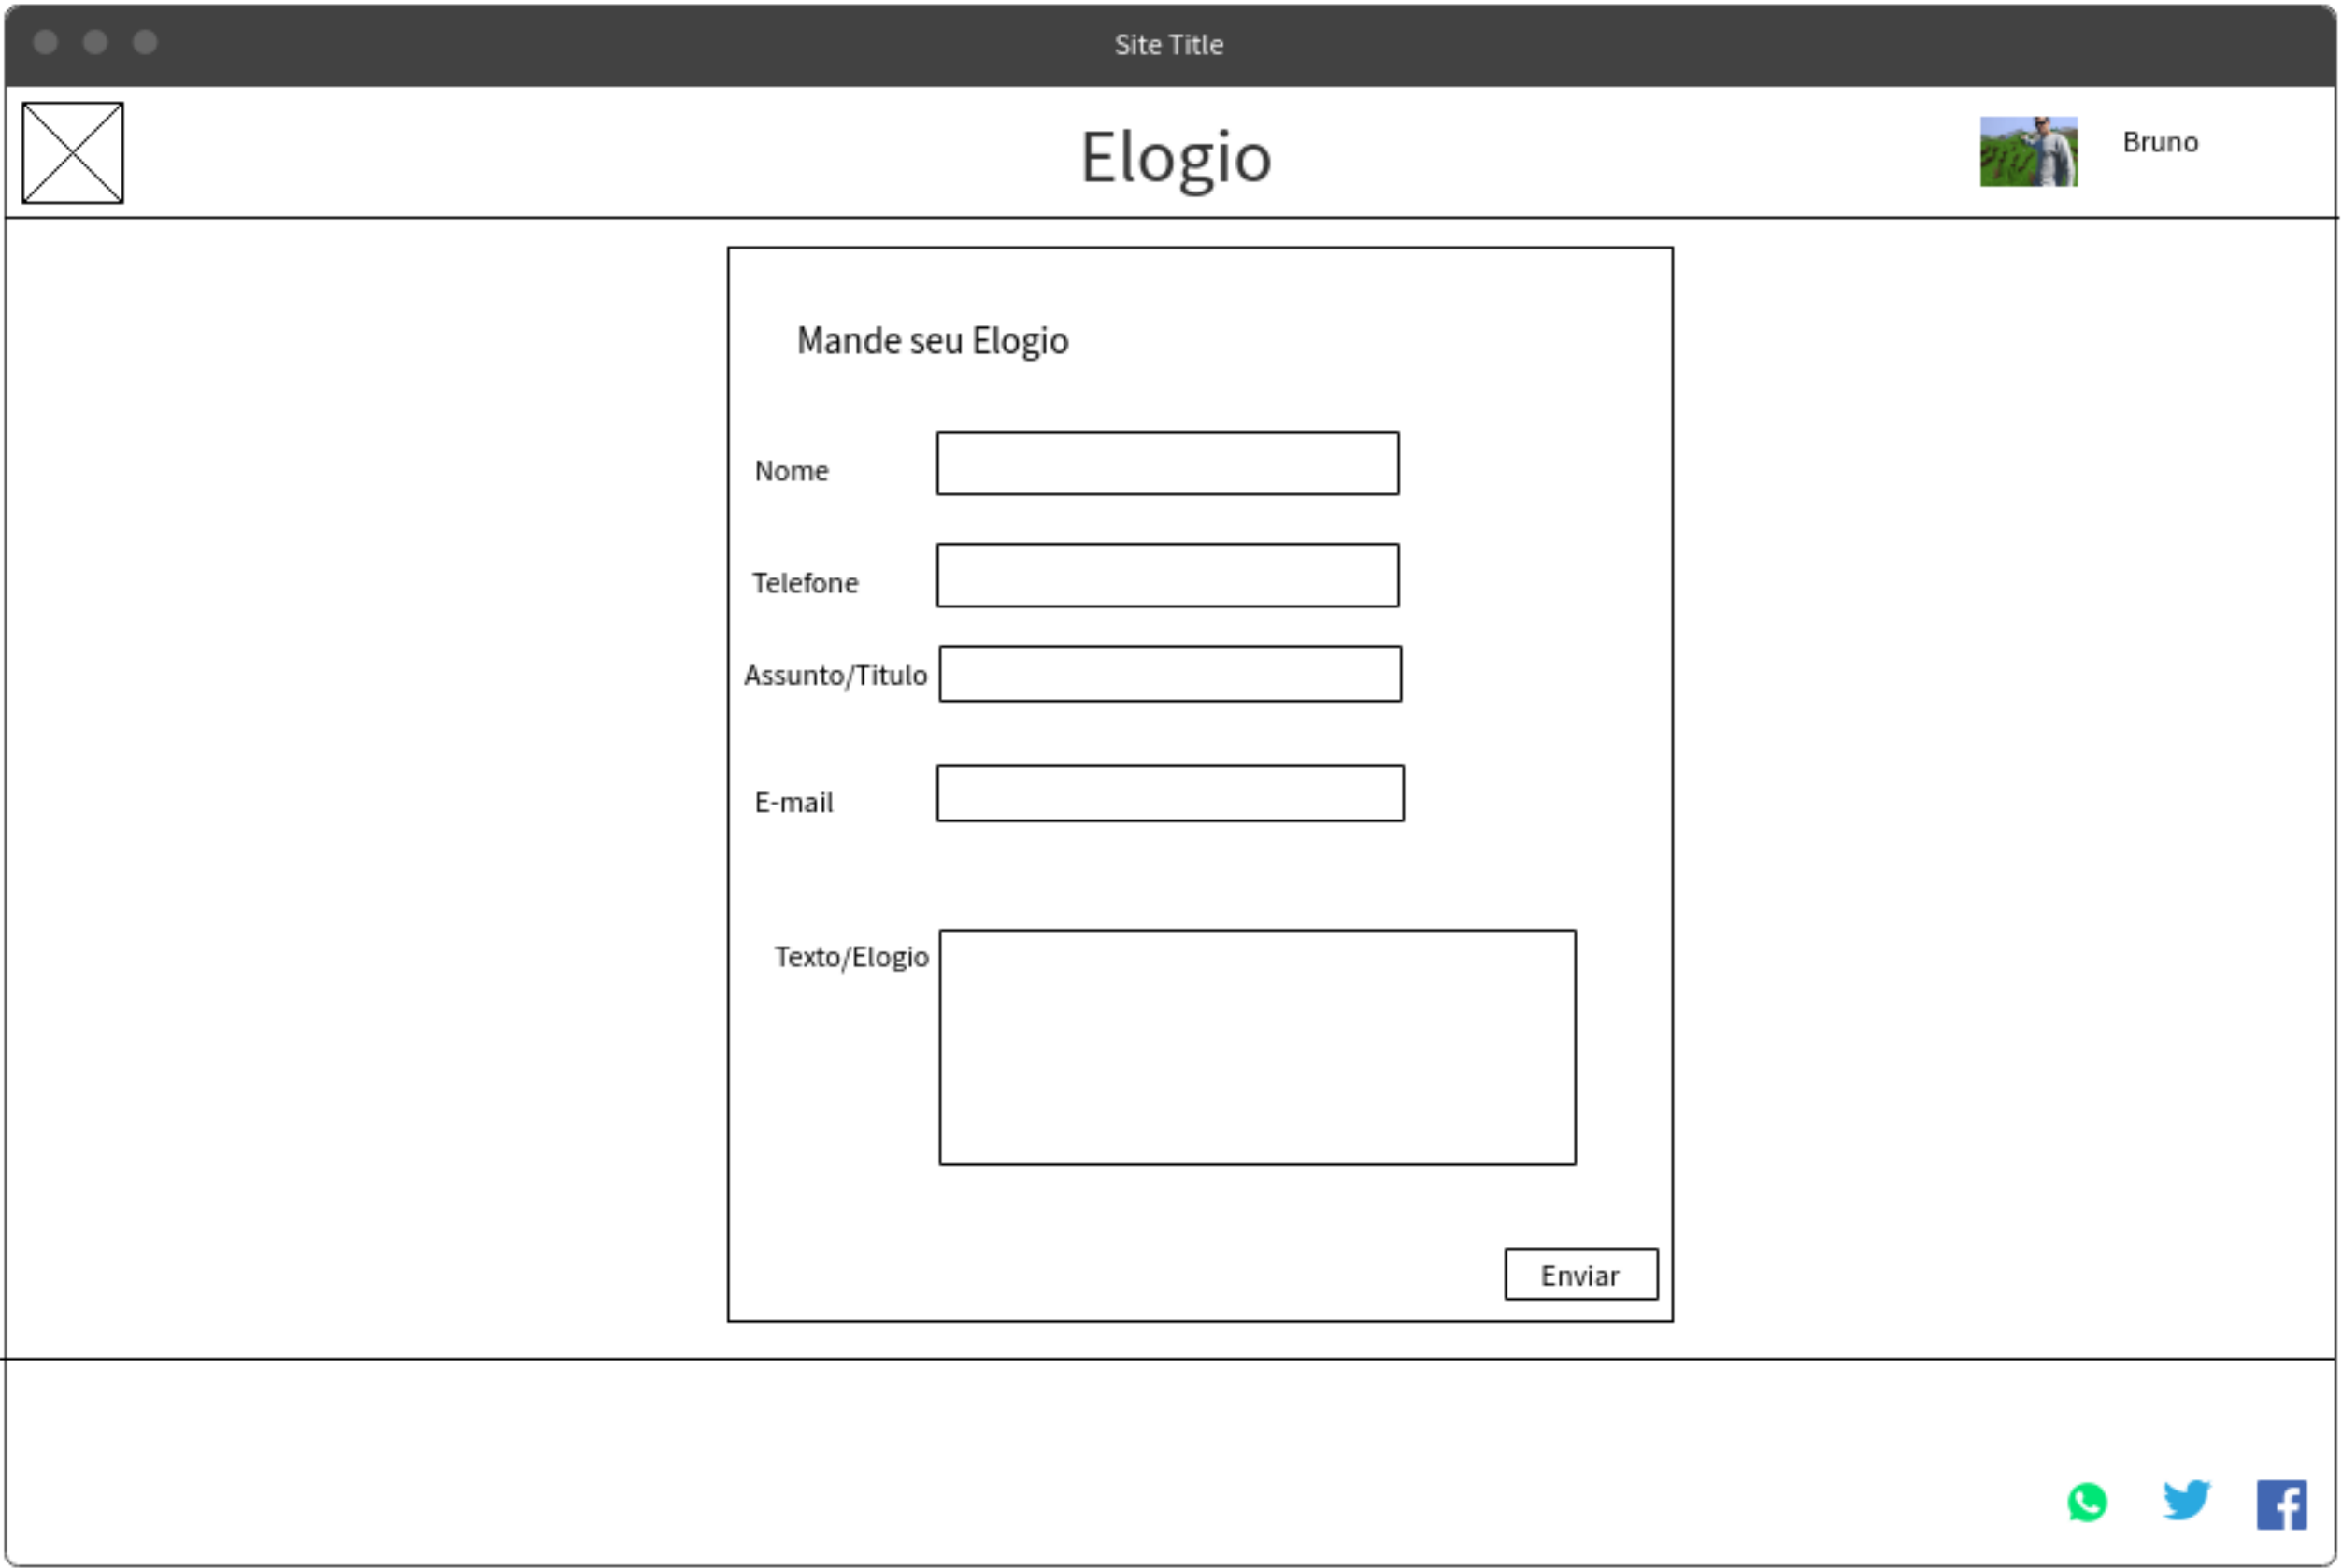 Site Title
Elogio
Bruno
Mande seu Elogio
Nome
Telefone
Assunto/Titulo
E-mail
Texto/Elogio
Enviar